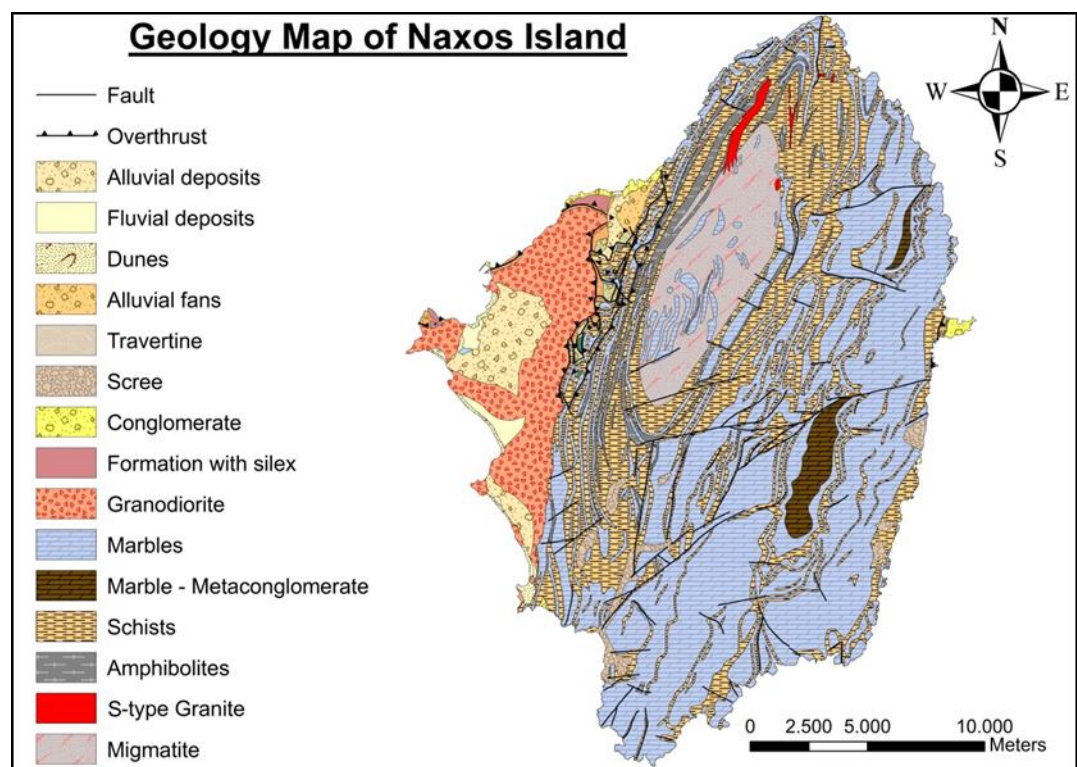 Geology Map of Naxos Island
N
W E
S
Fault
Overthrust
Alluvial deposits
Fluvial deposits
Dunes
Alluvial fans
Travertine
Scree
Conglomerate
Formation with silex
Granodiorite
Marbles
Marble - Metaconglomerate
Schists
Amphibolites
S-type Granite
Migmatite
0 2.500 5.000 10.000
Meters